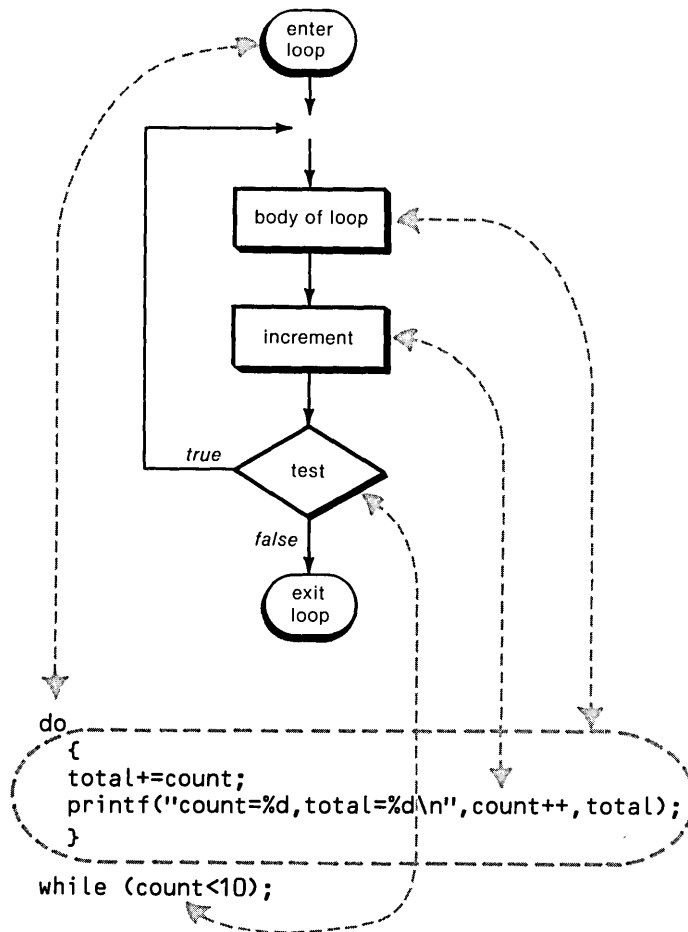 enter
loop
body of loop
increment
true
test
false
exit
loop
do
{
total+=count;
printf("count=%d,total=%d\n",count++,total);
}
while (count<10);